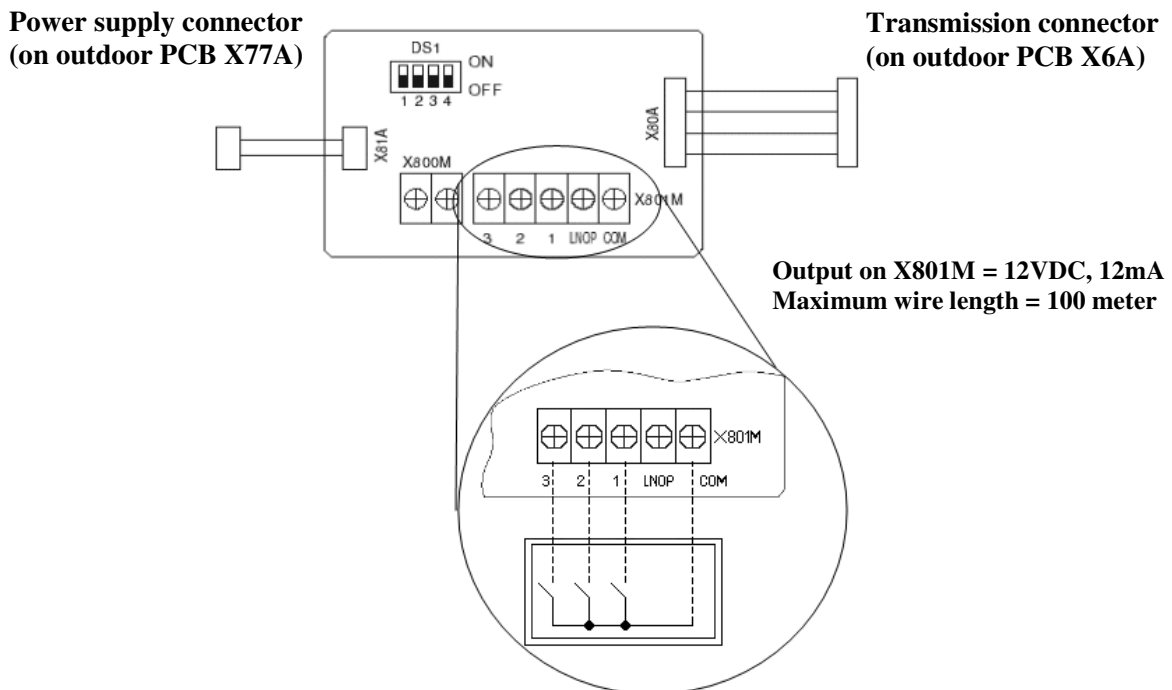 Power supply connector
(on outdoor PCB X77A)
Transmission connector
(on outdoor PCB X6A)
DS1
ON
OFF
1 2 3 4
X81A
X80A
X800M
X801M
3 2 1 LNOP COM
Output on X801M = 12VDC, 12mA
Maximum wire length = 100 meter
X801M
3 2 1 LNOP COM